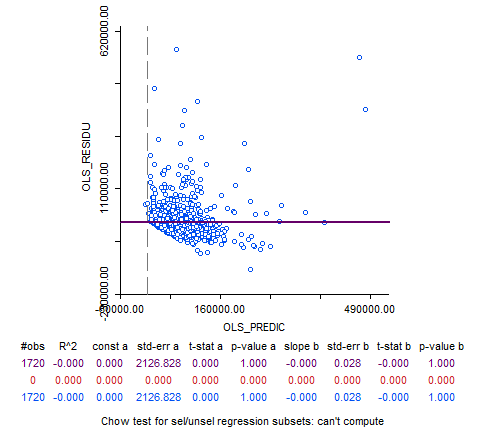 620000.00
OLS_RESIDU
110000.00
160000.00
490000.00
OLS_PREDIC
#obs R^2 const a std-err a t-stat a p-value a slope b std-err b t-stat b p-value b
1720 -0.000 0.000 2126.828 0.000 1.000 -0.000 0.028 -0.000 1.000
0 0.000 0.000 0.000 0.000 0.000 0.000 0.000 0.000 0.000
1720 -0.000 0.000 2126.828 0.000 1.000 -0.000 0.028 -0.000 1.000
Chow test for sel/unsel regression subsets: can't compute